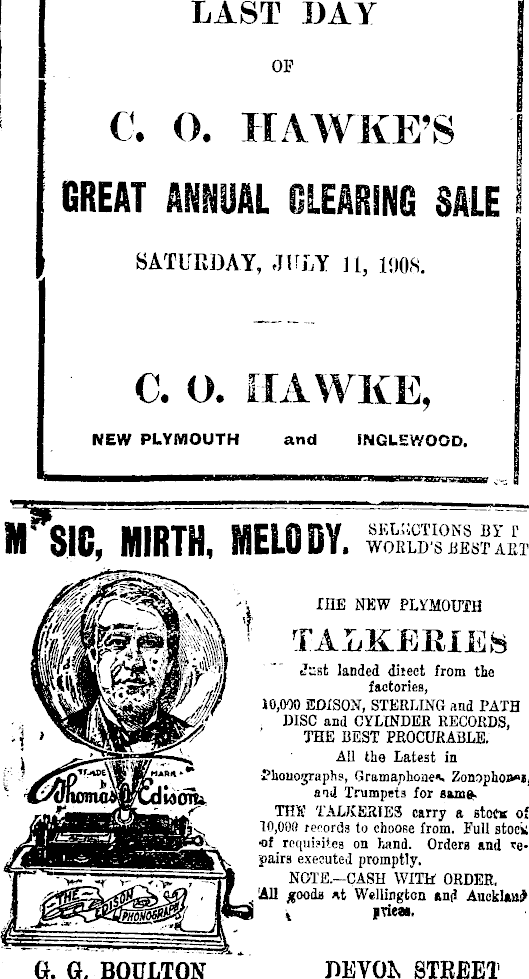 LAST DAY
OF
C. O. HAWKE'S
GREAT ANNUAL CLEARING SALE
SATURDAY, JULY 11, 1908.
C. O. HAWKE,
NEW PLYMOUTH and INGLEWOOD.
M SIC, MIRTH, MELODY.
SELECTIONS BY T
WORLD'S BEST ART
TRADE MARK
Thomas A Edison
THE EDISON PHONOGRAPH
G. G. BOULTON
THE NEW PLYMOUTH
TALKERIES
Just landed direct from the
factories,
10,000 EDISON, STERLING and PATH
DISC and CYLINDER RECORDS,
THE BEST PROCURABLE.
All the Latest in
Phonographs, Gramaphones, Zonophones,
and Trumpets for same.
THE TALKERIES carry a stock of
10,000 records to choose from. Full stock
of requisites on hand. Orders and re-
pairs executed promptly.
NOTE.—CASH WITH ORDER.
All goods at Wellington and Auckland
prices.
DEVON STREET